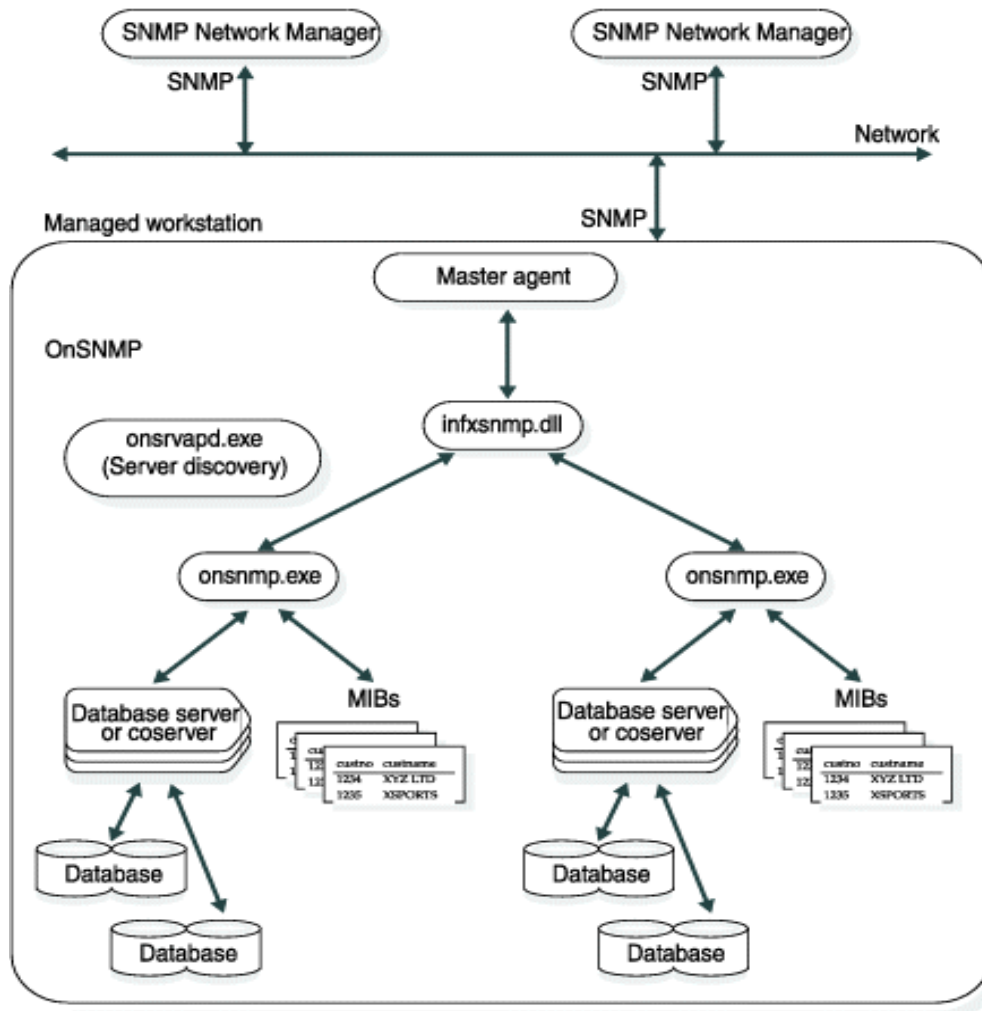 SNMP Network Manager
SNMP Network Manager
SNMP
SNMP
Network
SNMP
Managed workstation
Master agent
OnSNMP
infxsnmp.dll
onsrvapd.exe
(Server discovery)
onsnmp.exe
onsnmp.exe
Database server
or coserver
MIBs
custno custname
1234 XYZ LTD
1235 XSPORTS
Database server
or coserver
MIBs
custno custname
1234 XYZ LTD
1235 XSPORTS
Database
Database
Database
Database